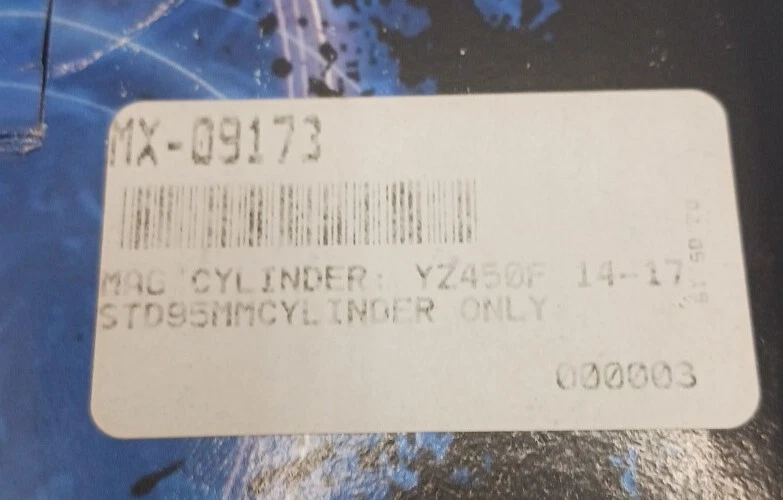 MX-09173
MAG CYLINDER: YZ450F 14-17
STD95MMCYLINDER ONLY
000003